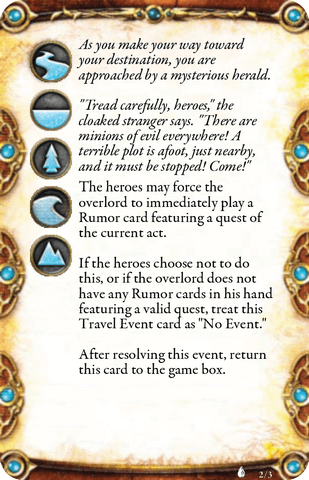 As you make your way toward
your destination, you are
approached by a mysterious herald.
"Tread carefully, heroes," the
cloaked stranger says. "There are
minions of evil everywhere! A
terrible plot is afoot, just nearby,
and it must be stopped! Come!"
The heroes may force the
overlord to immediately play a
Rumor card featuring a quest of
the current act.
If the heroes choose not to do
this, or if the overlord does not
have any Rumor cards in his hand
featuring a valid quest, treat this
Travel Event card as "No Event."
After resolving this event, return
this card to the game box.
2/3